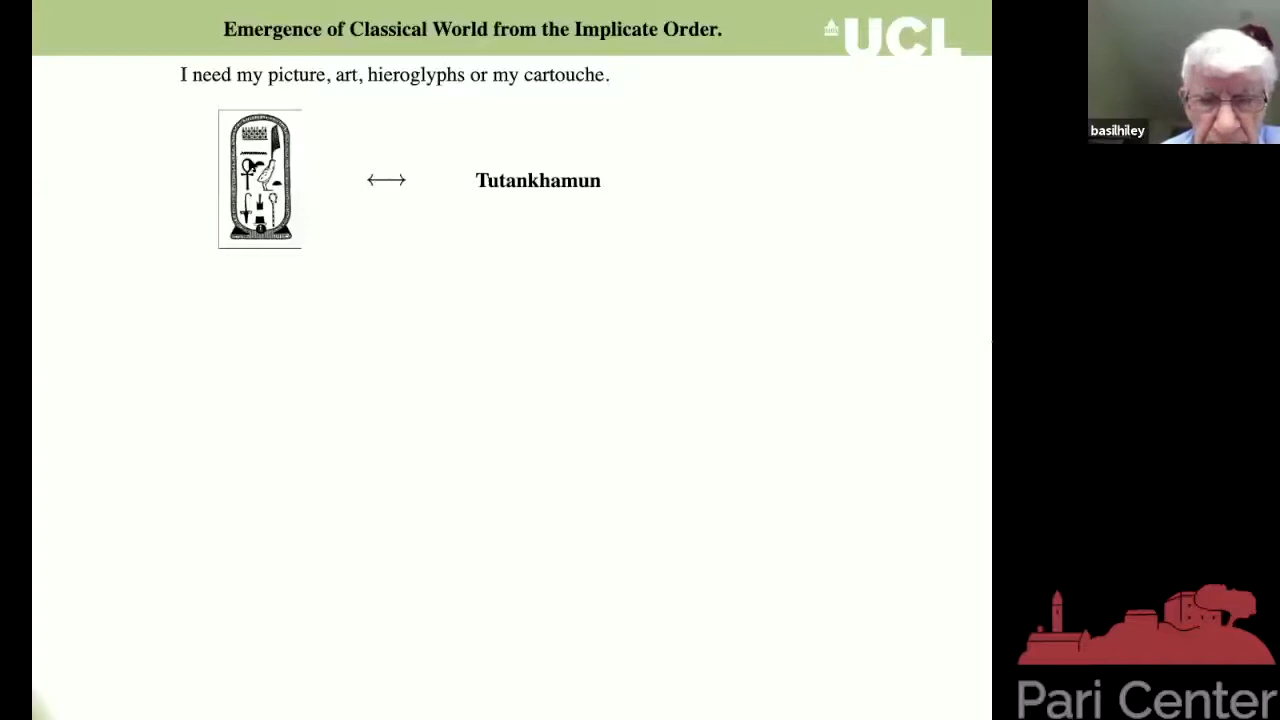 Emergence of Classical World from the Implicate Order.
UCL
I need my picture, art, hieroglyphs or my cartouche.
Tutankhamun
basilhiley
Pari Center